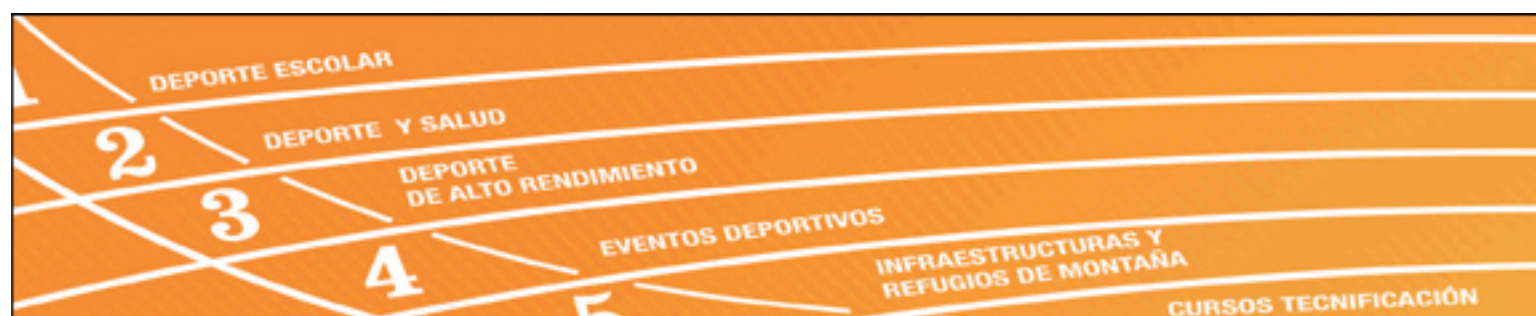 1
DEPORTE ESCOLAR
2
DEPORTE Y SALUD
3
DEPORTE
DE ALTO RENDIMIENTO
4
EVENTOS DEPORTIVOS
5
INFRAESTRUCTURAS Y
REFUGIOS DE MONTAÑA
CURSOS TECNIFICACIÓN